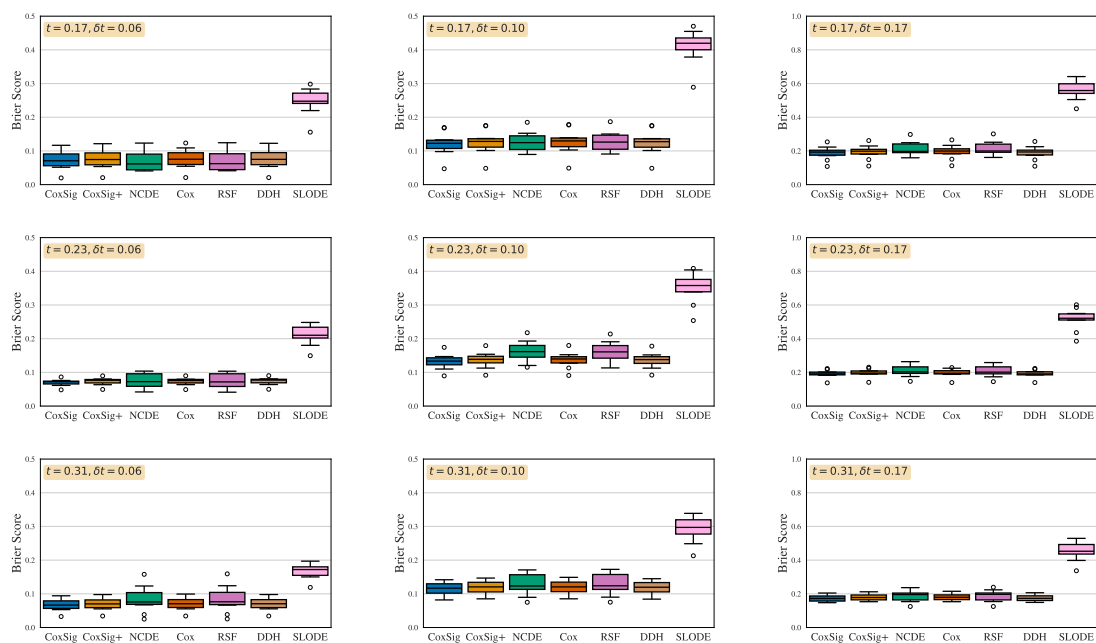 t = 0.17, δt = 0.06
Brier Score
0.5
0.4
0.3
0.2
0.1
0.0
CoxSig CoxSig+ NCDE Cox RSF DDH SLODE
t = 0.17, δt = 0.10
Brier Score
0.5
0.4
0.3
0.2
0.1
0.0
CoxSig CoxSig+ NCDE Cox RSF DDH SLODE
t = 0.17, δt = 0.17
Brier Score
1.0
0.8
0.6
0.4
0.2
0.0
CoxSig CoxSig+ NCDE Cox RSF DDH SLODE
t = 0.23, δt = 0.06
Brier Score
0.5
0.4
0.3
0.2
0.1
0.0
CoxSig CoxSig+ NCDE Cox RSF DDH SLODE
t = 0.23, δt = 0.10
Brier Score
0.5
0.4
0.3
0.2
0.1
0.0
CoxSig CoxSig+ NCDE Cox RSF DDH SLODE
t = 0.23, δt = 0.17
Brier Score
1.0
0.8
0.6
0.4
0.2
0.0
CoxSig CoxSig+ NCDE Cox RSF DDH SLODE
t = 0.31, δt = 0.06
Brier Score
0.5
0.4
0.3
0.2
0.1
0.0
CoxSig CoxSig+ NCDE Cox RSF DDH SLODE
t = 0.31, δt = 0.10
Brier Score
0.5
0.4
0.3
0.2
0.1
0.0
CoxSig CoxSig+ NCDE Cox RSF DDH SLODE
t = 0.31, δt = 0.17
Brier Score
1.0
0.8
0.6
0.4
0.2
0.0
CoxSig CoxSig+ NCDE Cox RSF DDH SLODE